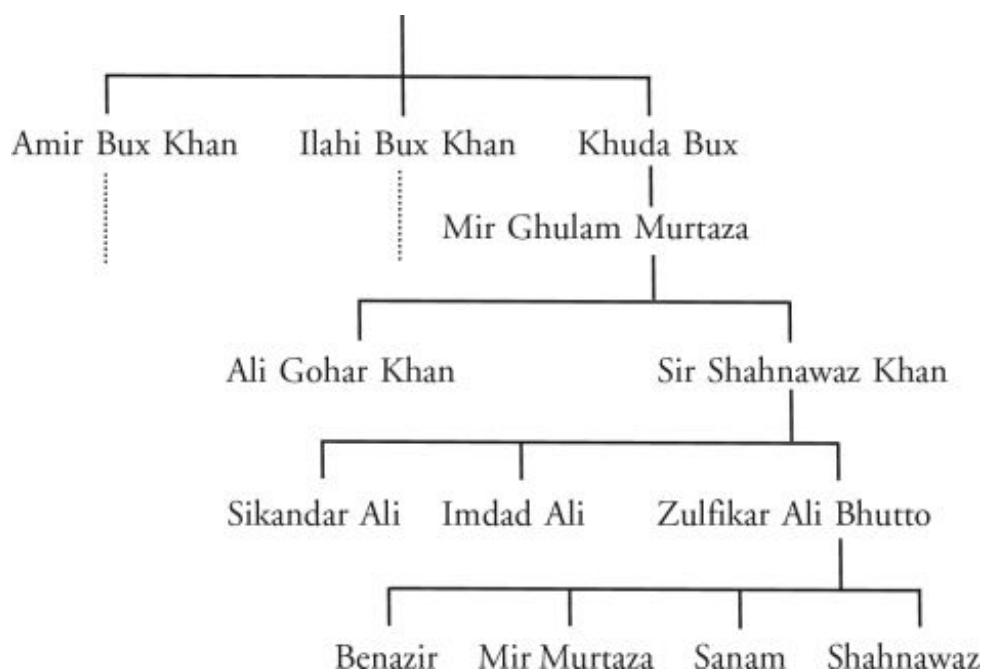 Amir Bux Khan Ilahi Bux Khan Khuda Bux
Mir Ghulam Murtaza
Ali Gohar Khan Sir Shahnawaz Khan
Sikandar Ali Imdad Ali Zulfikar Ali Bhutto
Benazir Mir Murtaza Sanam Shahnawaz